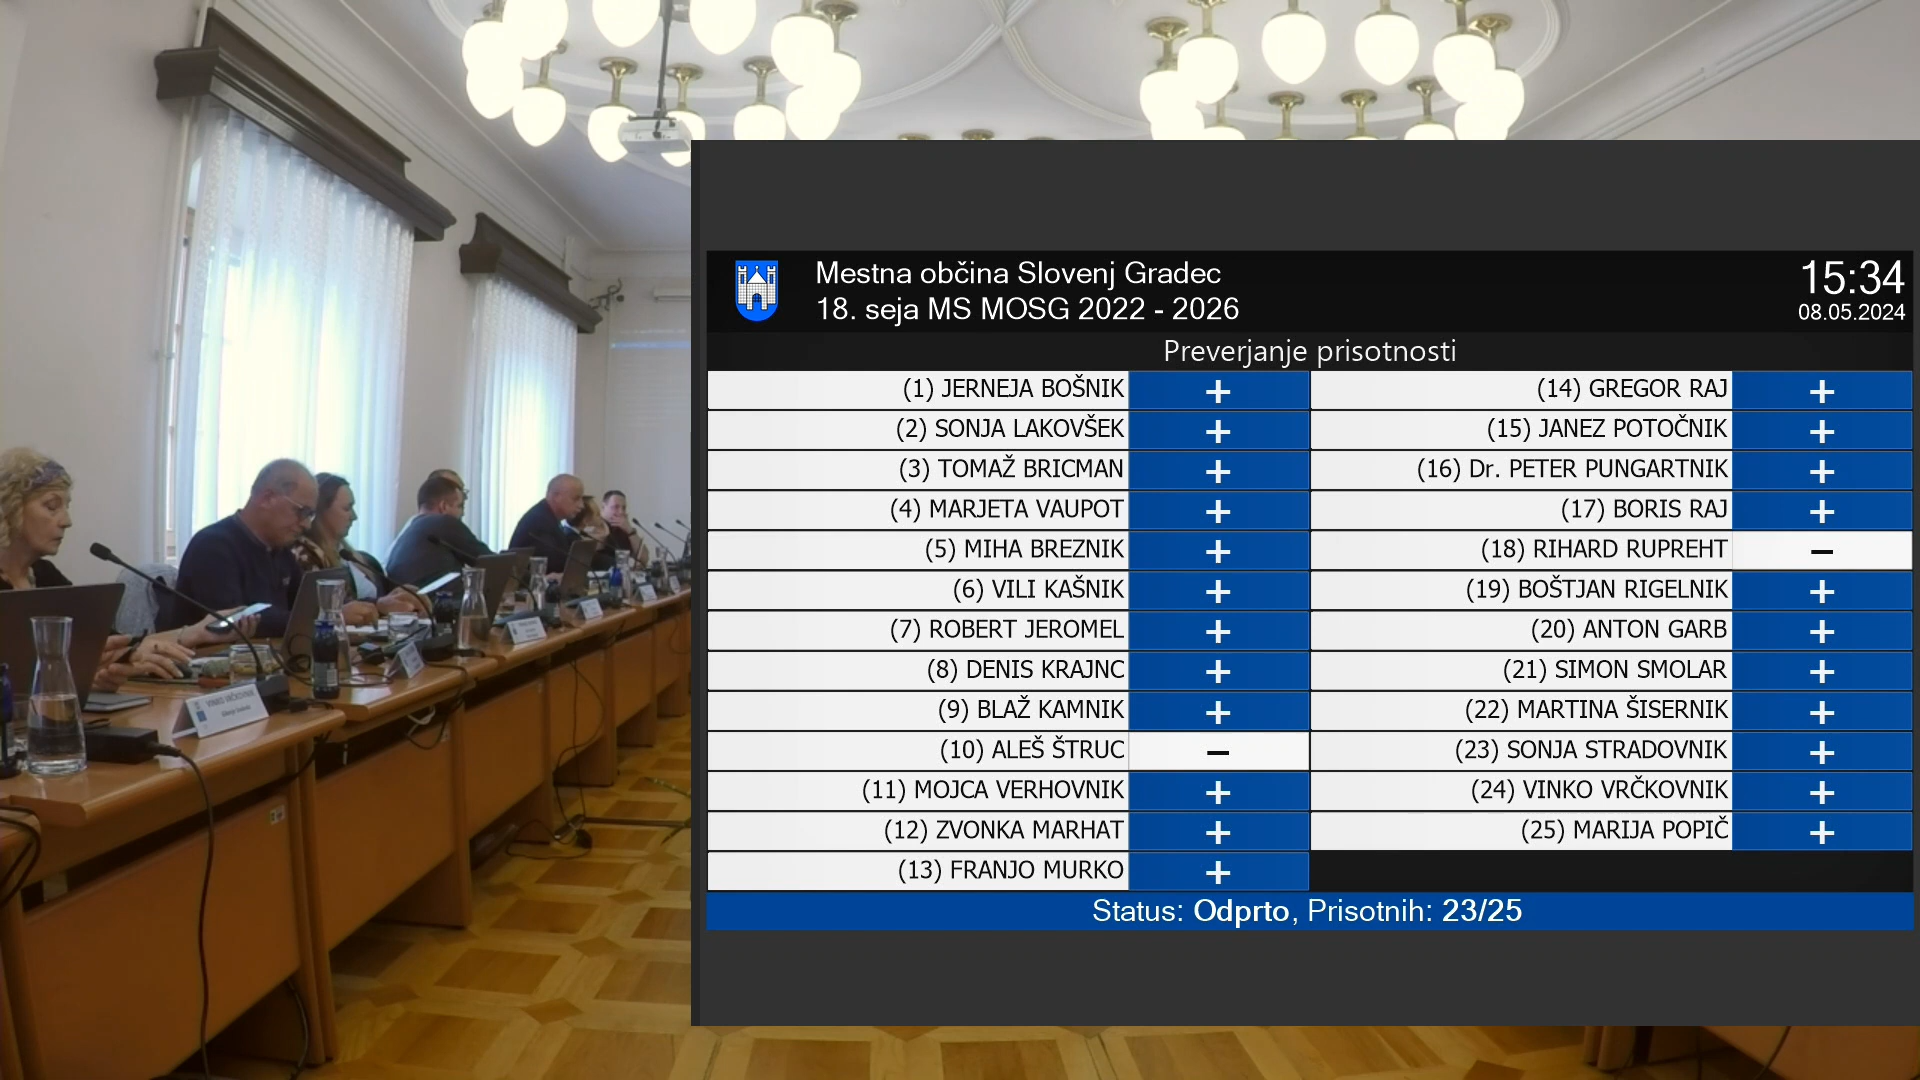 Mestna občina Slovenj Gradec
18. seja MS MOSG 2022 - 2026
15:34
08.05.2024
Preverjanje prisotnosti
(1) JERNEJA BOŠNIK +
(2) SONJA LAKOVŠEK +
(3) TOMAŽ BRICMAN +
(4) MARJETA VAUPOT +
(5) MIHA BREZNIK +
(6) VILI KAŠNIK +
(7) ROBERT JEROMEL +
(8) DENIS KRAJNC +
(9) BLAŽ KAMNIK +
(10) ALEŠ ŠTRUC –
(11) MOJCA VERHOVNIK +
(12) ZVONKA MARHAT +
(13) FRANJO MURKO +
(14) GREGOR RAJ +
(15) JANEZ POTOČNIK +
(16) Dr. PETER PUNGARTNIK +
(17) BORIS RAJ +
(18) RIHARD RUPREHT –
(19) BOŠTJAN RIGELNIK +
(20) ANTON GARB +
(21) SIMON SMOLAR +
(22) MARTINA ŠISERNIK +
(23) SONJA STRADOVNIK +
(24) VINKO VRČKOVNIK +
(25) MARIJA POPIČ +
Status: Odprto, Prisotnih: 23/25
VINKO VRČKOVNIK